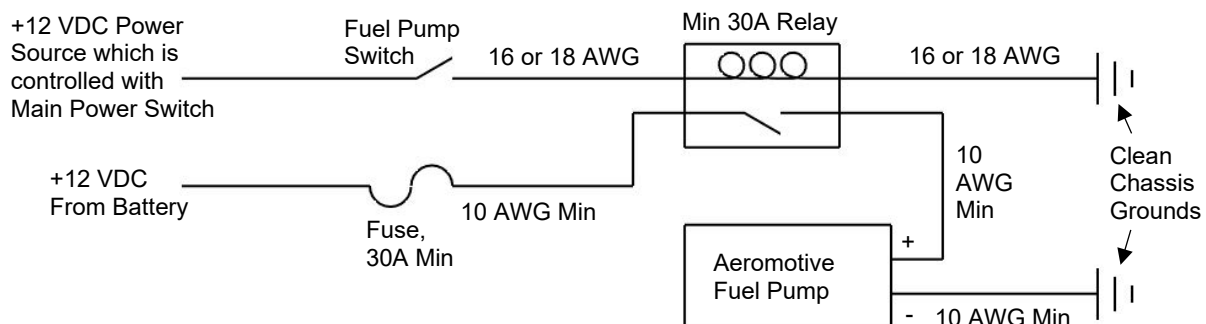 +12 VDC Power
Source which is
controlled with
Main Power Switch
Fuel Pump
Switch
16 or 18 AWG
Min 30A Relay
16 or 18 AWG
+12 VDC
From Battery
Fuse,
30A Min
10 AWG Min
10
AWG
Min
Clean
Chassis
Grounds
Aeromotive
Fuel Pump
+
-
10 AWG Min